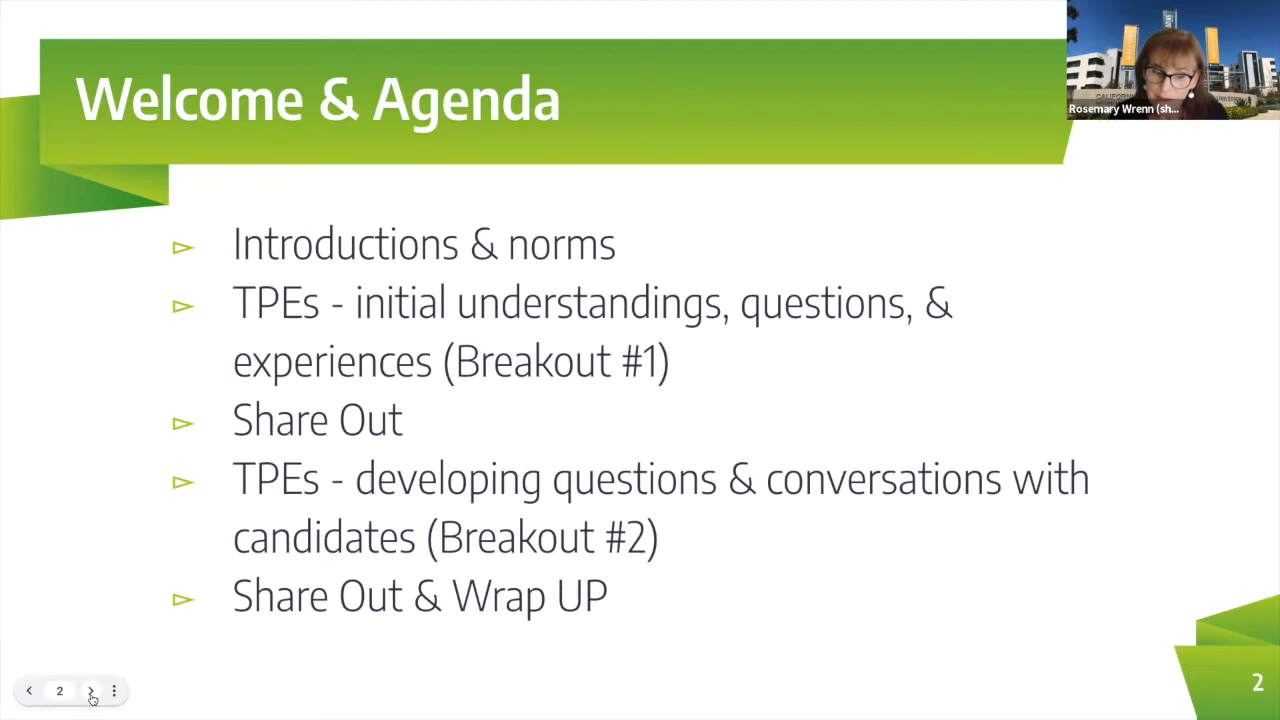 Welcome & Agenda
Rosemary Wrenn (sh...
Introductions & norms
TPEs - initial understandings, questions, &
experiences (Breakout #1)
Share Out
TPEs - developing questions & conversations with
candidates (Breakout #2)
Share Out & Wrap UP
2
2